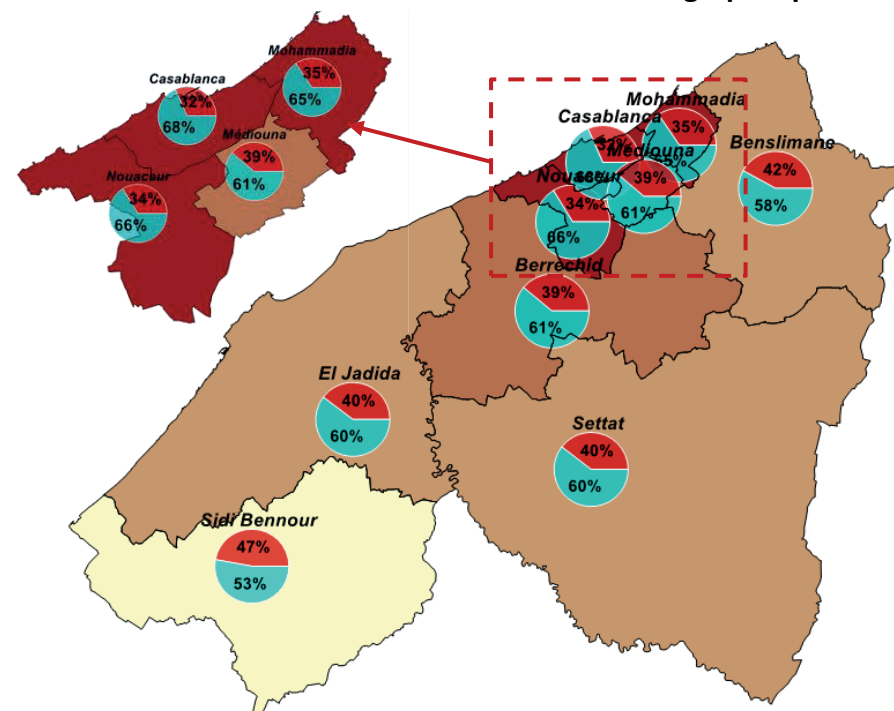 Mohammadia
35%
65%
Casablanca
32%
68%
Médiouna
39%
61%
Nouaceur
34%
66%
Mohammadia
35%
Casablanca
Benslimane
42%
58%
Médiouna
39%
61%
Nouaceur
34%
66%
Berrechid
39%
61%
El Jadida
40%
60%
Settat
40%
60%
Sidi Bennour
47%
53%